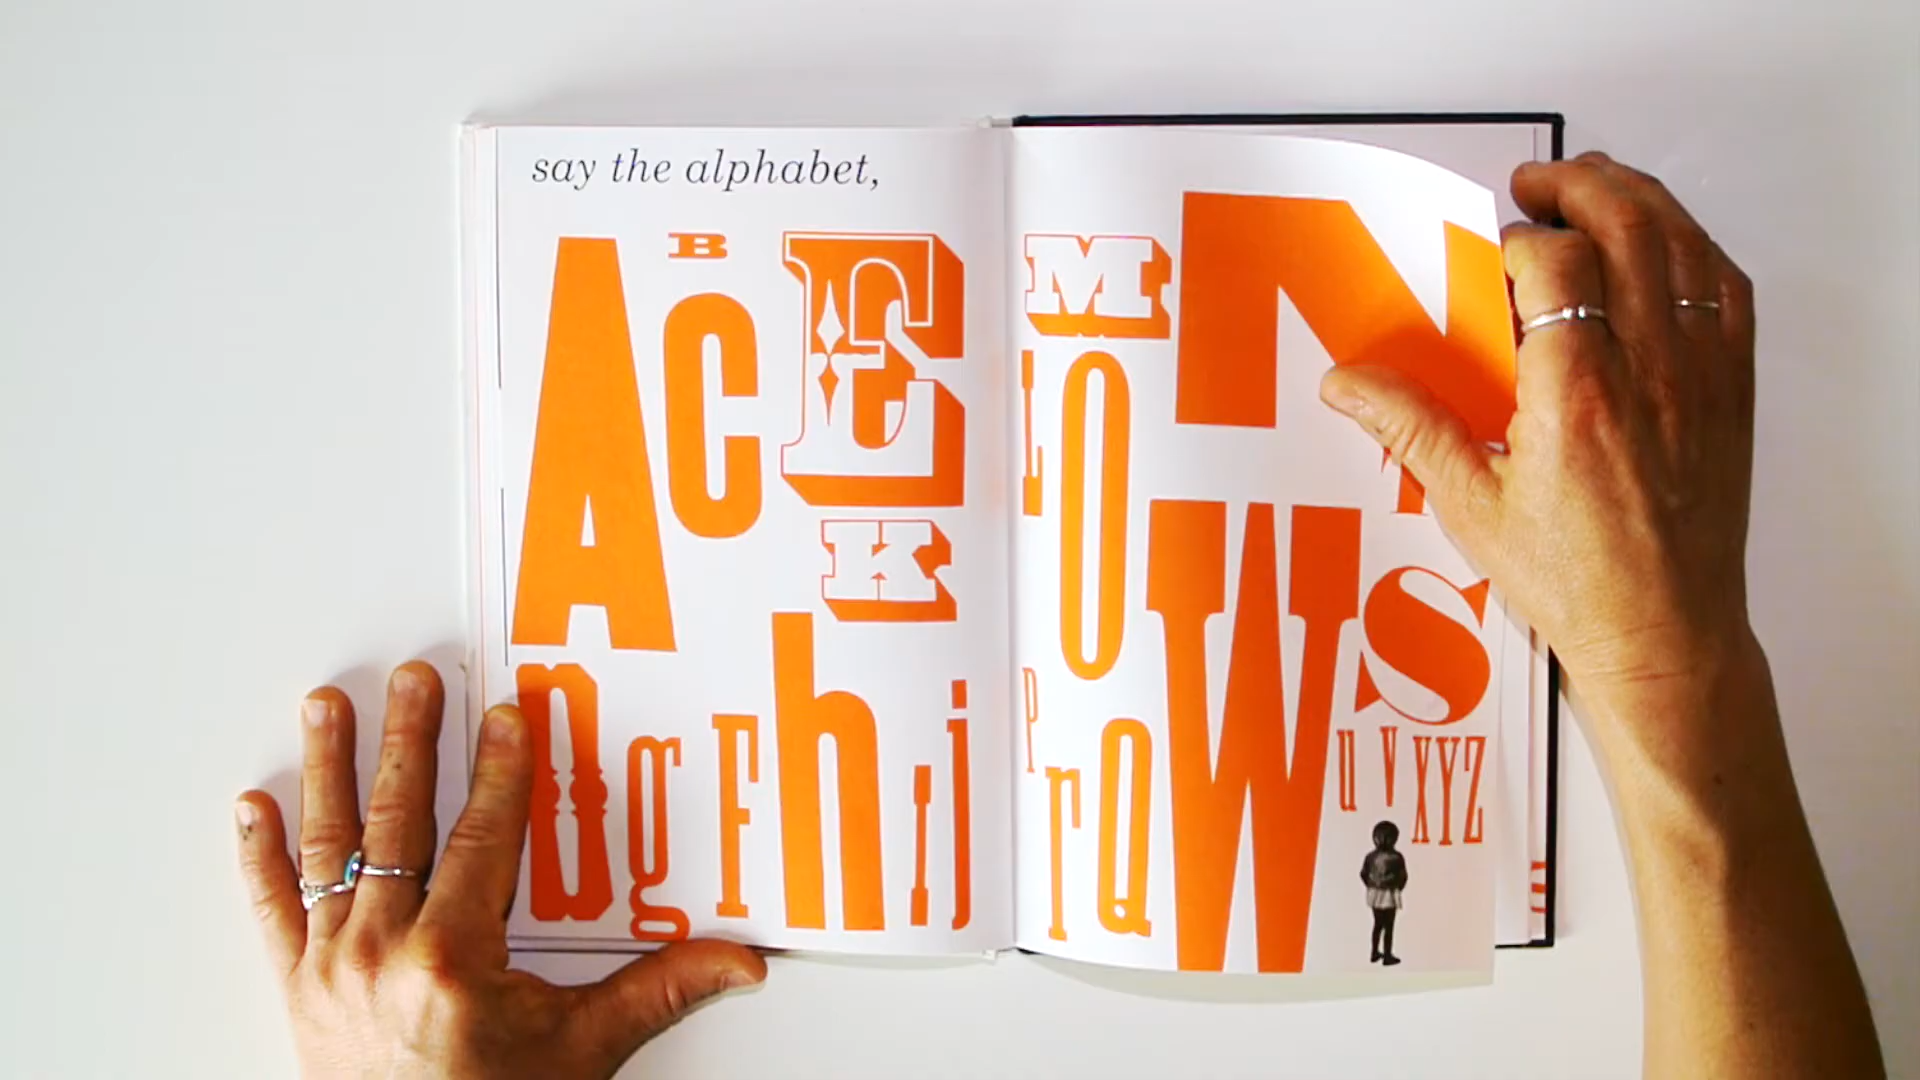 say the alphabet,
A B C E
K
D g F h i j
M N
L O
W S
P r Q u v X Y Z